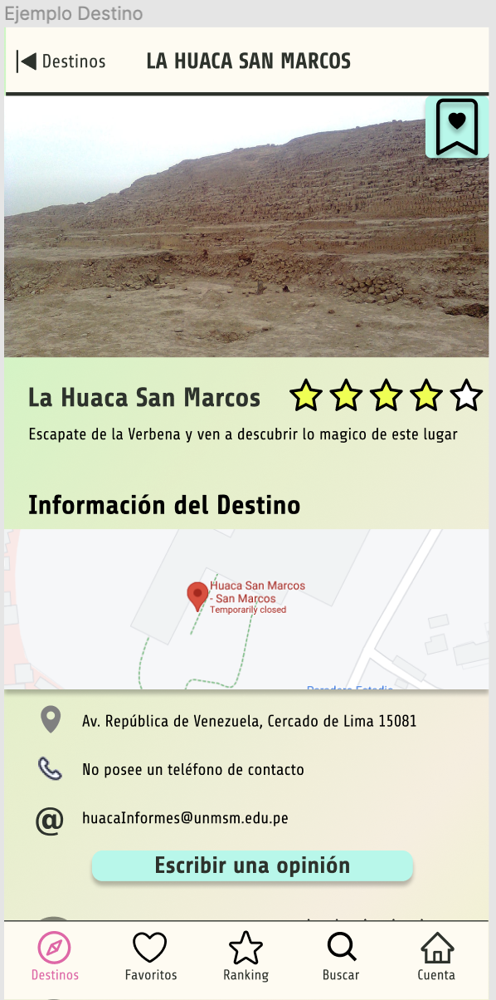 Ejemplo Destino
Destinos LA HUACA SAN MARCOS
La Huaca San Marcos
Escapate de la Verbena y ven a descubrir lo magico de este lugar
Información del Destino
Huaca San Marcos
- San Marcos
Temporarily closed
Av. República de Venezuela, Cercado de Lima 15081
No posee un teléfono de contacto
@ huacaInformes@unmsm.edu.pe
Escribir una opinión
Destinos Favoritos Ranking Buscar Cuenta